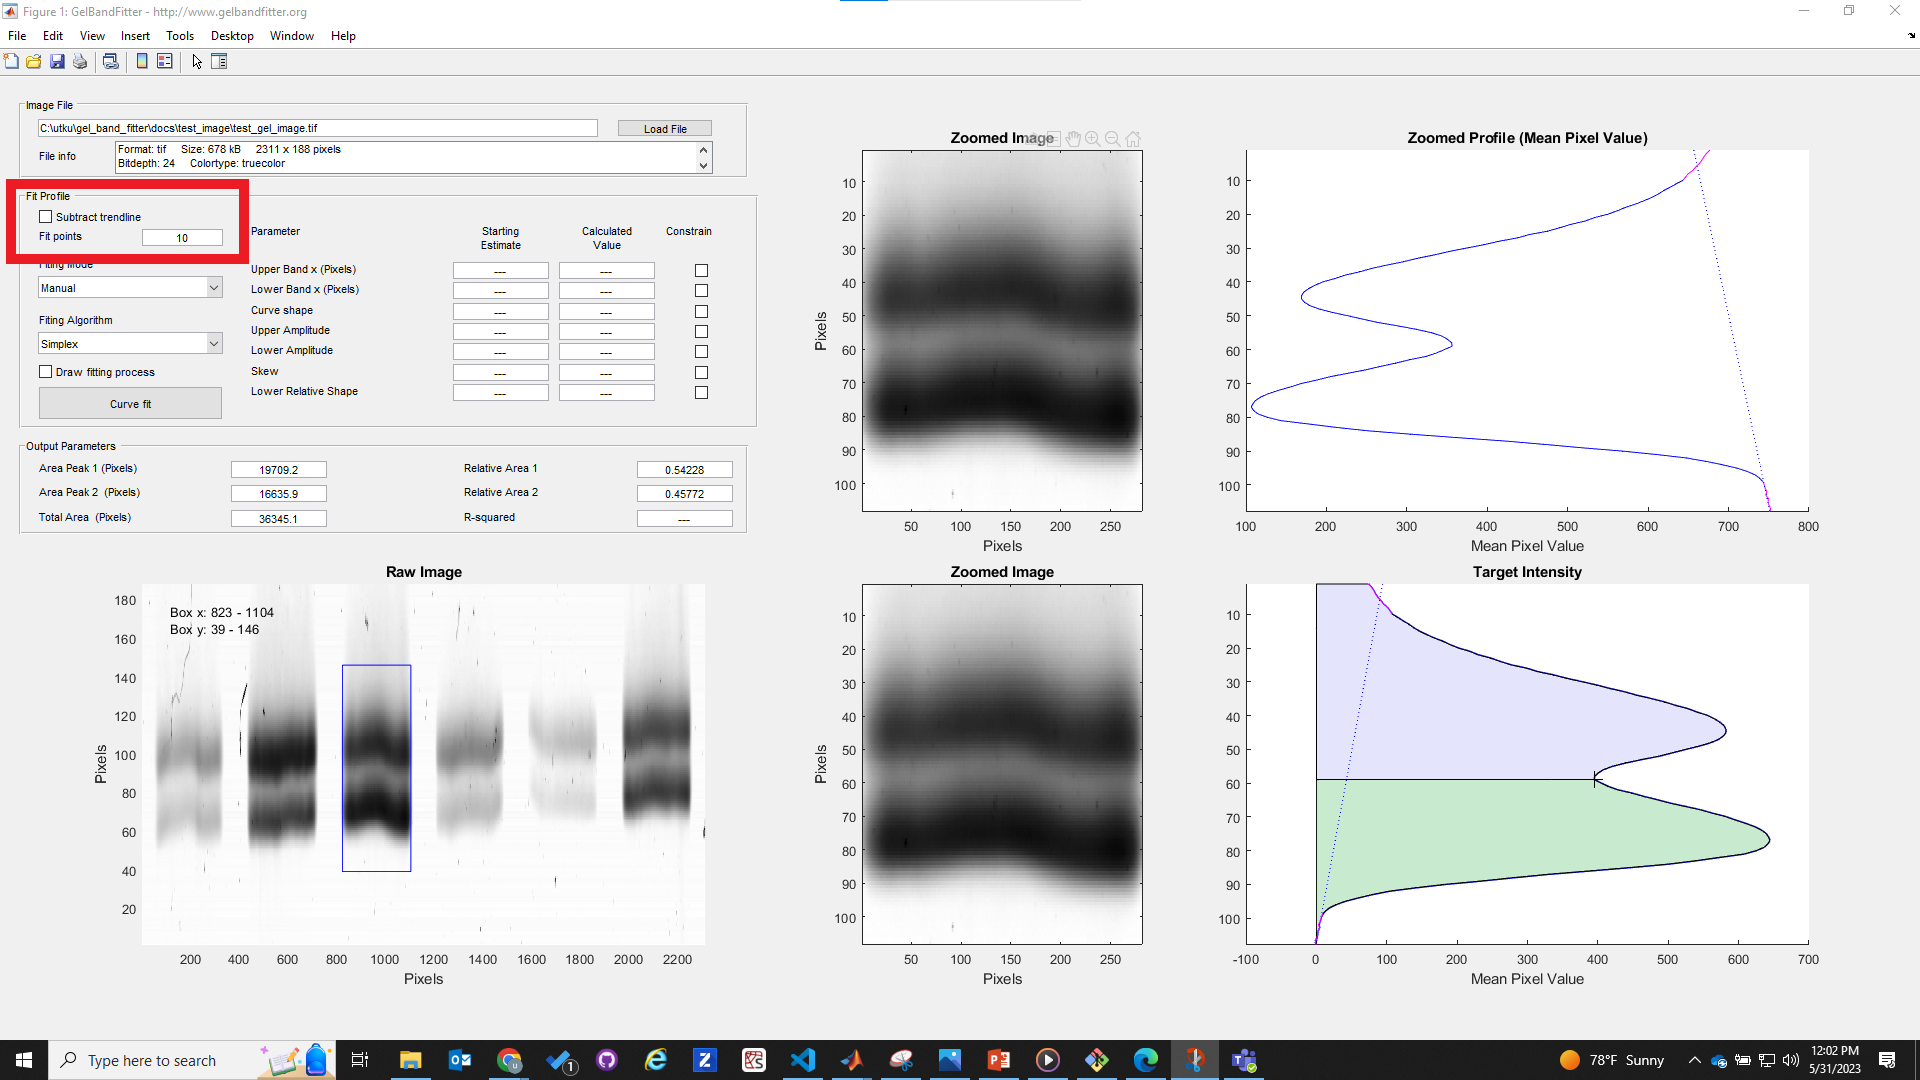 Figure 1: GelBandFitter - http://www.gelbandfitter.org
File Edit View Insert Tools Desktop Window Help
Image File
C:\utku\gel_band_fitter\docs\test_image\test_gel_image.tif
Load File
File info
Format: tif Size: 678 kB 2311 x 188 pixels
Bitdepth: 24 Colortype: truecolor
Fit Profile
Subtract trendline
Fit points 10
Fiting Mode
Manual
Fiting Algorithm
Simplex
Draw fitting process
Curve fit
Parameter Starting Estimate Calculated Value Constrain
Upper Band x (Pixels) --- ---
Lower Band x (Pixels) --- ---
Curve shape --- ---
Upper Amplitude --- ---
Lower Amplitude --- ---
Skew --- ---
Lower Relative Shape --- ---
Output Parameters
Area Peak 1 (Pixels) 19709.2 Relative Area 1 0.54228
Area Peak 2 (Pixels) 16635.9 Relative Area 2 0.45772
Total Area (Pixels) 36345.1 R-squared ---
Zoomed Image
10
20
30
40
50
60
70
80
90
100
Pixels
50 100 150 200 250
Pixels
Zoomed Profile (Mean Pixel Value)
10
20
30
40
50
60
70
80
90
100
100 200 300 400 500 600 700 800
Mean Pixel Value
Raw Image
Box x: 823 - 1104
Box y: 39 - 146
180
160
140
120
100
80
60
40
20
Pixels
200 400 600 800 1000 1200 1400 1600 1800 2000 2200
Pixels
Zoomed Image
10
20
30
40
50
60
70
80
90
100
Pixels
50 100 150 200 250
Pixels
Target Intensity
10
20
30
40
50
60
70
80
90
100
-100 0 100 200 300 400 500 600 700
Mean Pixel Value
Type here to search
1
78°F Sunny
12:02 PM
5/31/2023